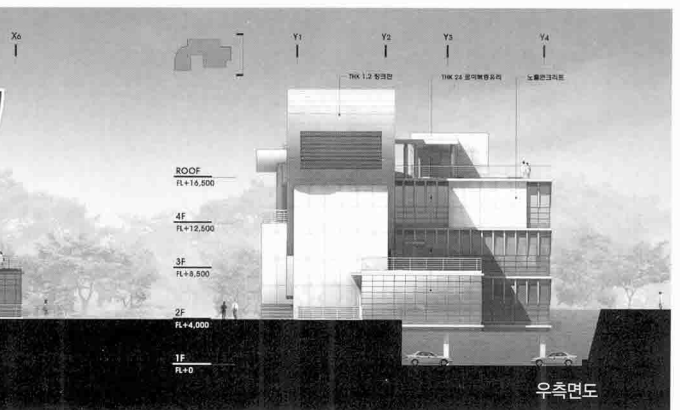 X6
Y1
Y2
Y3
Y4
THK 1.2 징크판
THK 24 로이복층유리
노출콘크리트
ROOF
FL+16,500
4F
FL+12,500
3F
FL+8,500
2F
FL+4,000
1F
FL+0
우측면도